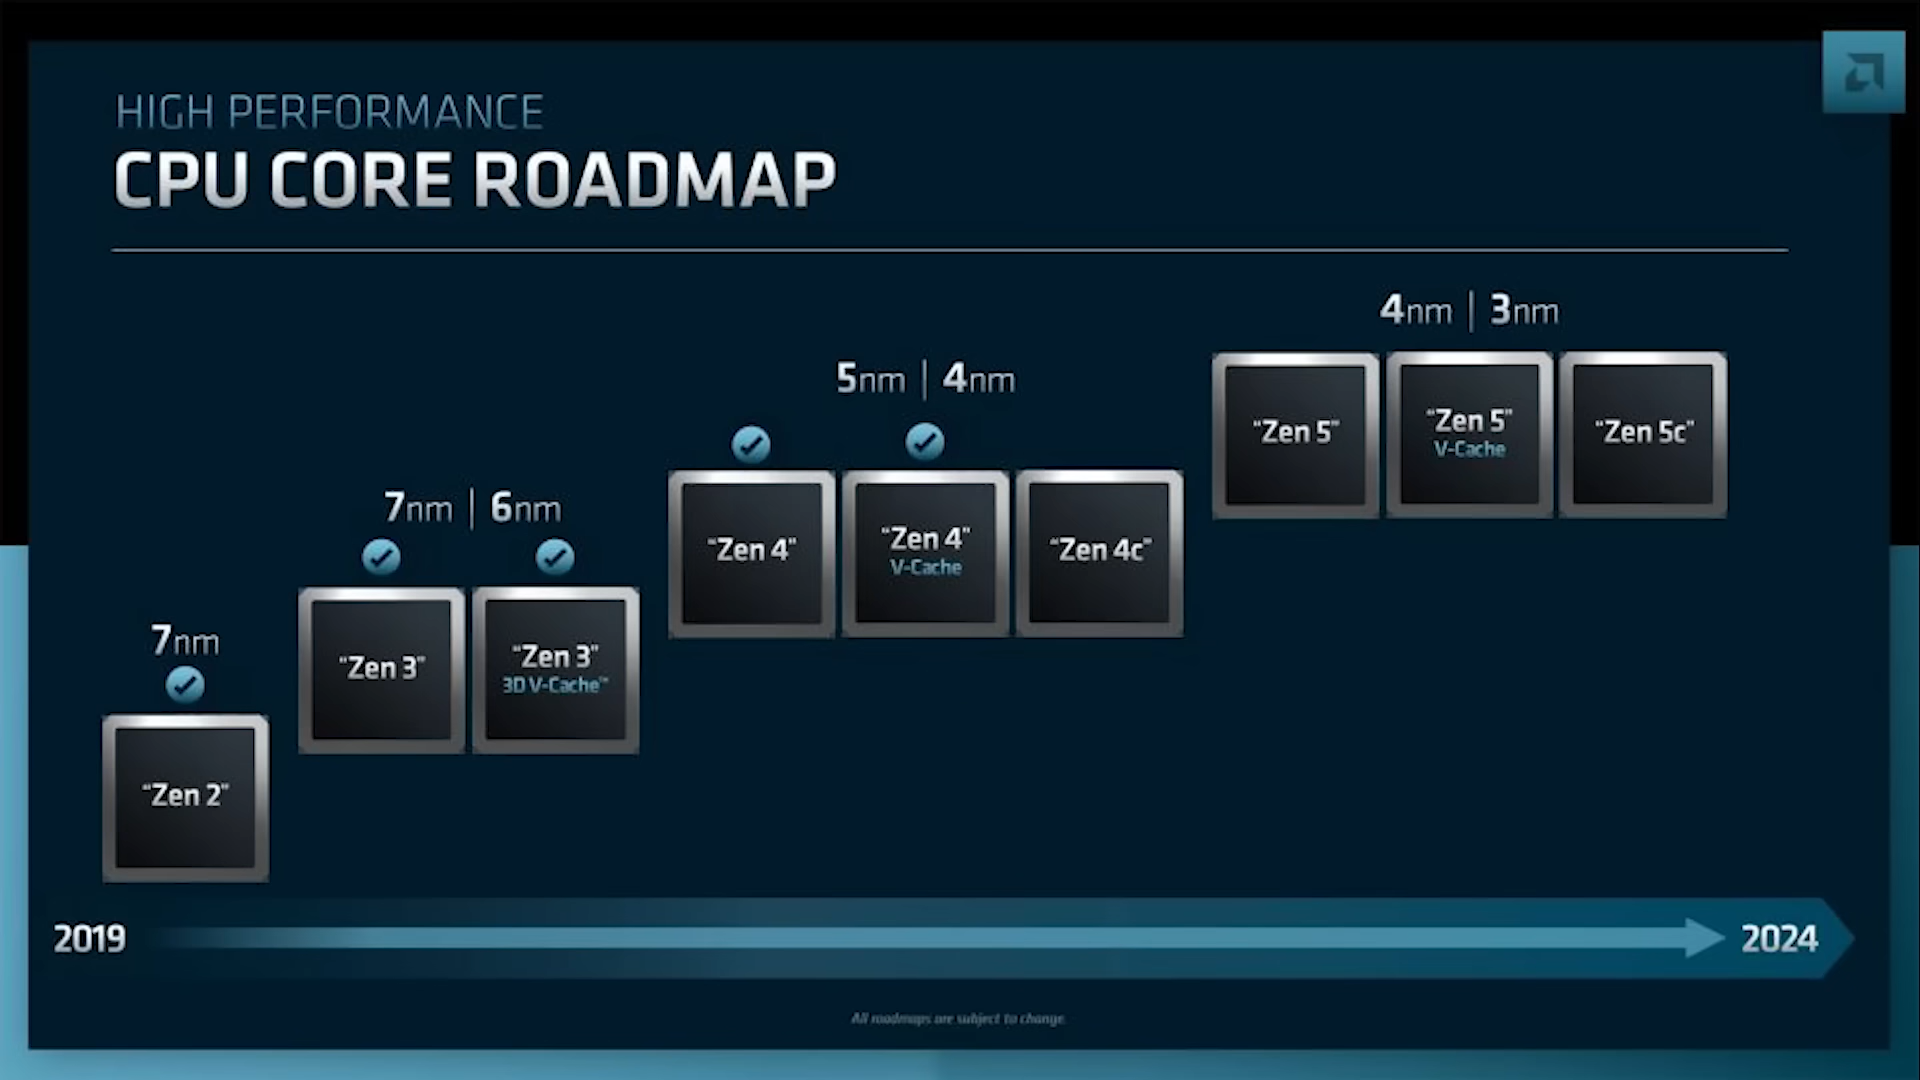 HIGH PERFORMANCE
CPU CORE ROADMAP
7nm
"Zen 2"
7nm | 6nm
"Zen 3"
"Zen 3"
3D V-Cache™
5nm | 4nm
"Zen 4"
"Zen 4"
V-Cache
"Zen 4c"
4nm | 3nm
"Zen 5"
"Zen 5"
V-Cache
"Zen 5c"
2019
2024
All roadmaps are subject to change.